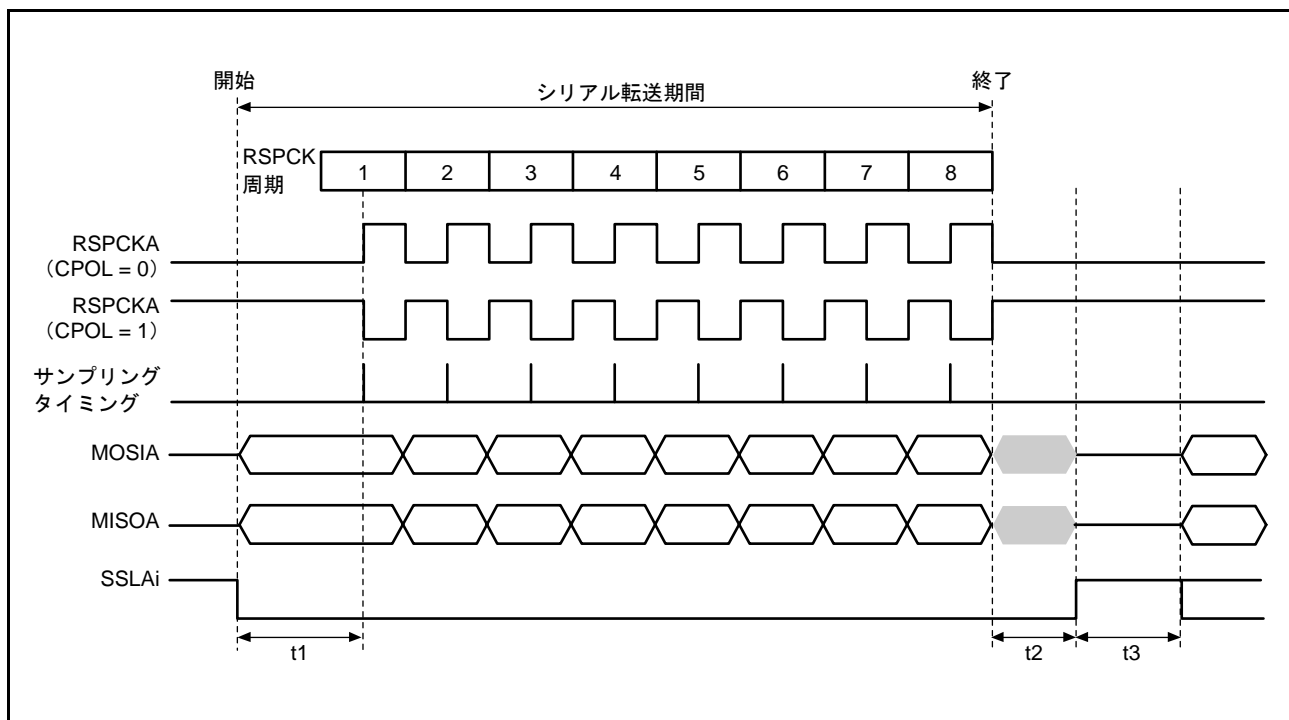 開始
終了
シリアル転送期間
RSPCK
周期
1 2 3 4 5 6 7 8
RSPCKA
（CPOL = 0）
RSPCKA
（CPOL = 1）
サンプリング
タイミング
MOSIA
MISOA
SSLAi
t1
t2
t3